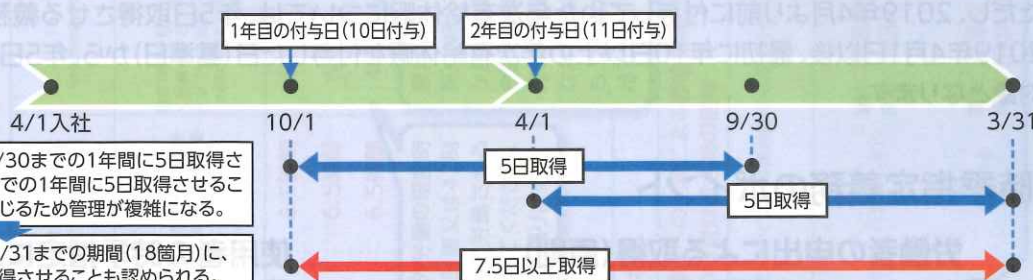 1年目の付与日(10日付与)
2年目の付与日(11日付与)
4/1入社
10/1
4/1
9/30
3/31
/30までの1年間に5日取得さ
での1年間に5日取得させるこ
じるため管理が複雑になる。
5日取得
5日取得
/31までの期間(18箇月)に、
得させることも認められる。
7.5日以上取得